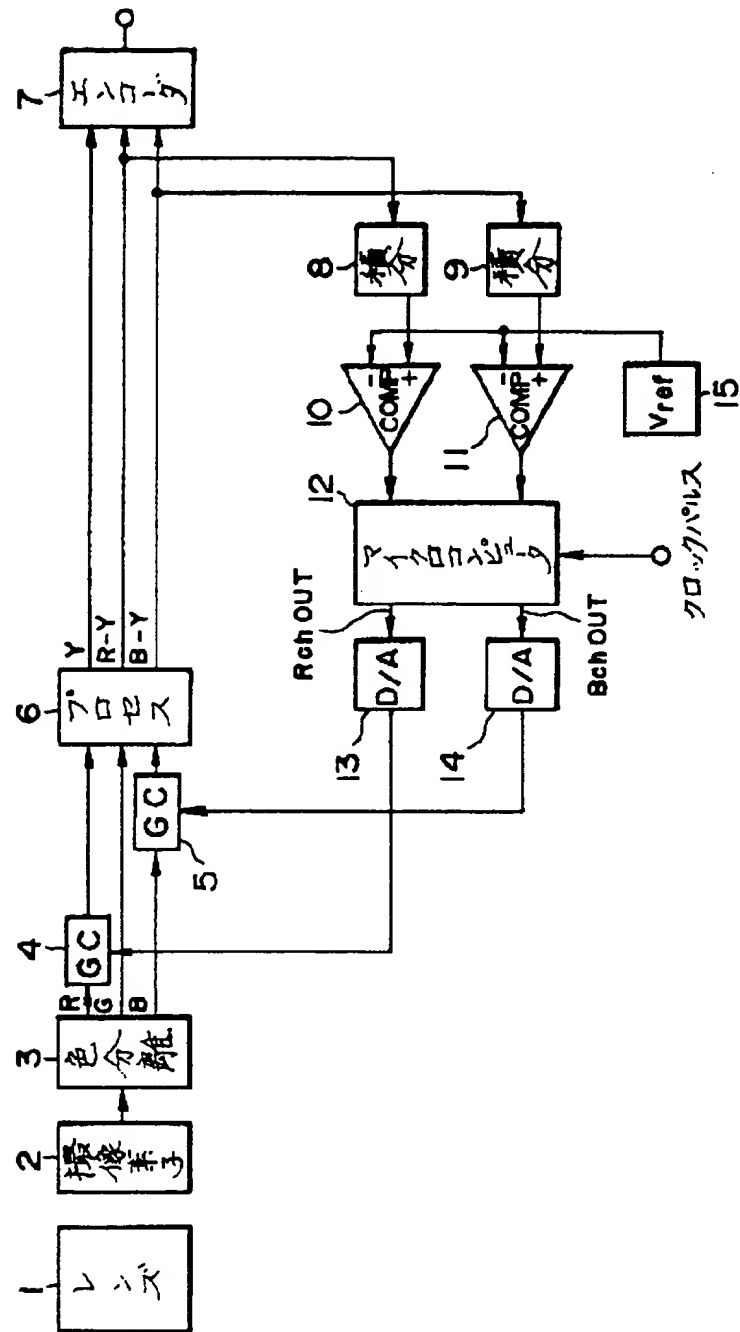 1
レンズ
2
撮像素子
3
色分離
R
G
B
4
GC
5
GC
6
プロセス
Y
R-Y
B-Y
7
エンコーダ
8
積分
9
積分
10
COMP
-
+
11
COMP
-
+
12
マイクロコンピュータ
クロックパルス
Rch OUT
Bch OUT
13
D/A
14
D/A
15
Vref